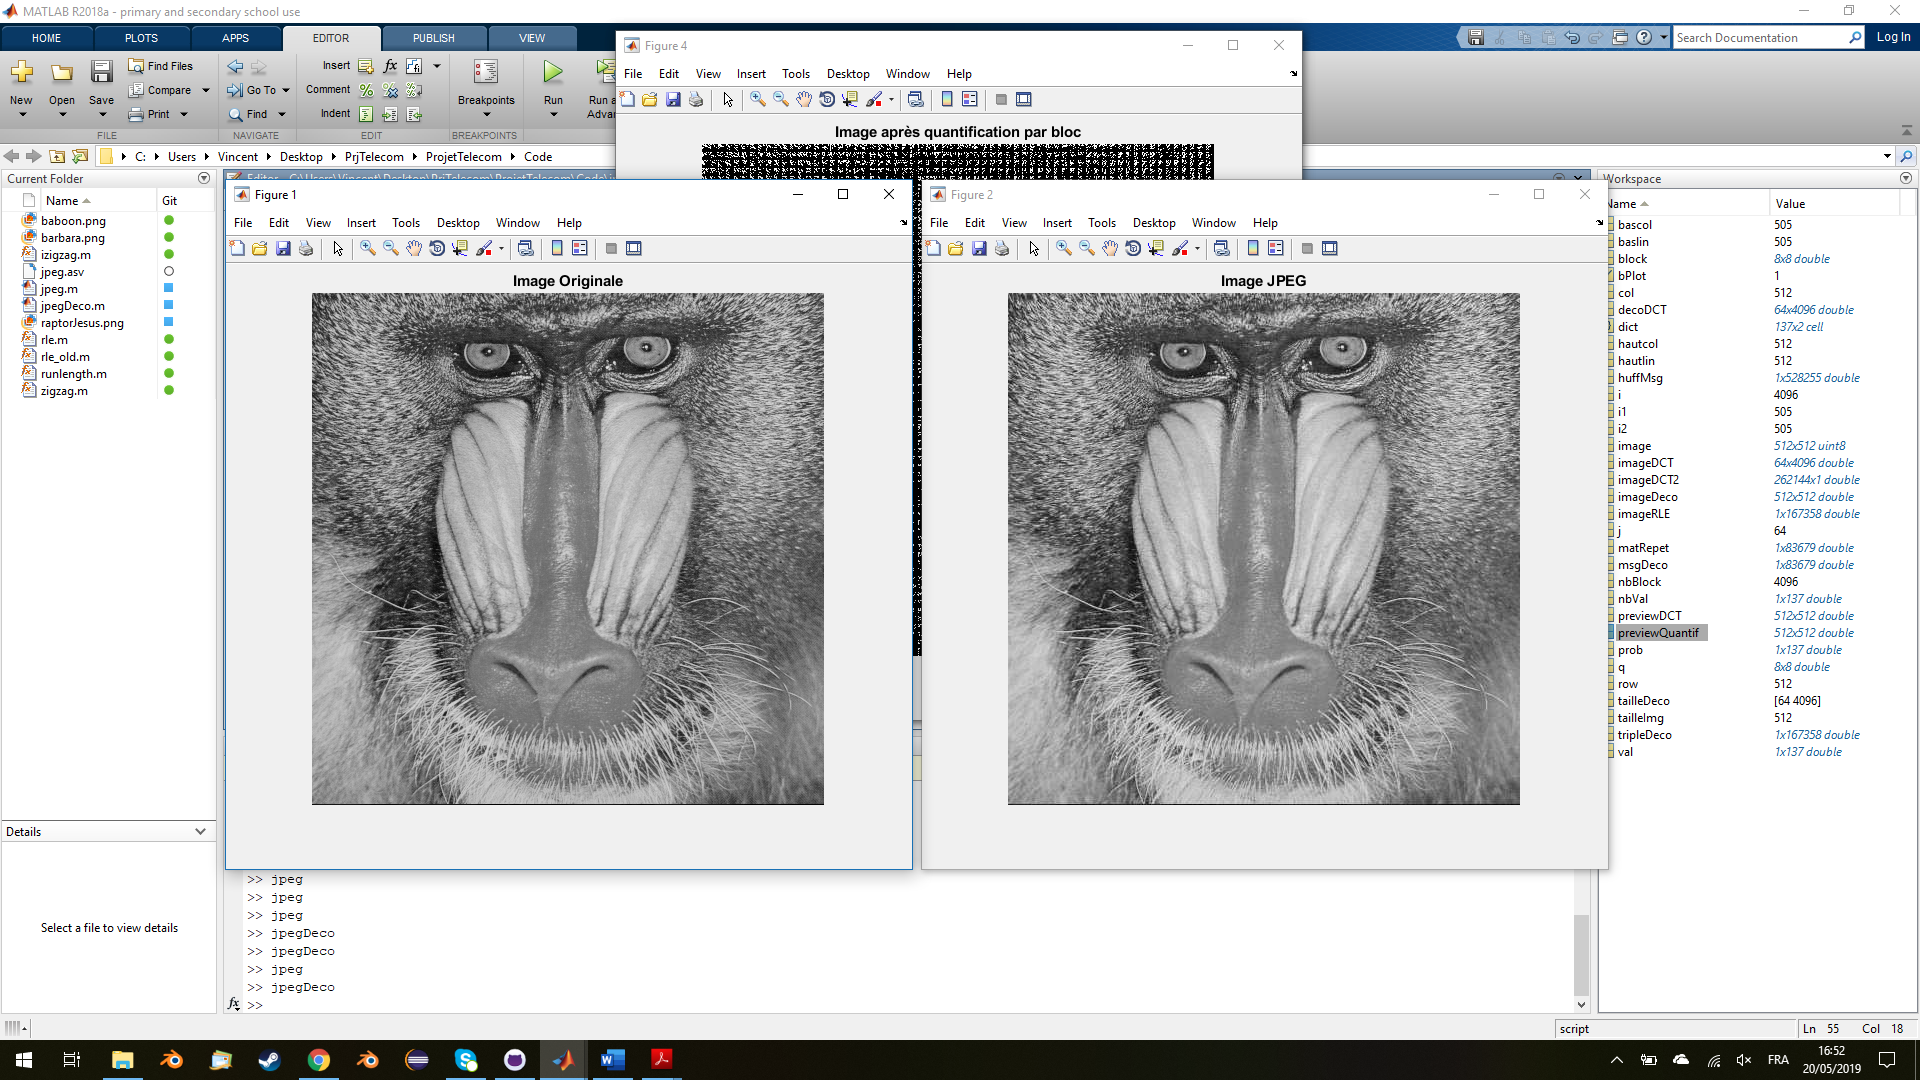 MATLAB R2018a - primary and secondary school use
HOME PLOTS APPS EDITOR PUBLISH VIEW
Search Documentation
Log In
New Open Save
Find Files
Compare
Print
Go To
Find
Insert
Comment
Indent
fx
Breakpoints
Run
Run a
Advan
FILE NAVIGATE EDIT BREAKPOINTS
C: Users Vincent Desktop PrjTelecom ProjetTelecom Code
Figure 4
File Edit View Insert Tools Desktop Window Help
Image après quantification par bloc
Current Folder
Name Git
baboon.png
barbara.png
izigzag.m
jpeg.asv
jpeg.m
jpegDeco.m
raptorJesus.png
rle.m
rle_old.m
runlength.m
zigzag.m
Details
Select a file to view details
Figure 1
File Edit View Insert Tools Desktop Window Help
Image Originale
Figure 2
File Edit View Insert Tools Desktop Window Help
Image JPEG
>> jpeg
>> jpeg
>> jpeg
>> jpegDeco
>> jpegDeco
>> jpeg
>> jpegDeco
fx >>
Workspace
Name Value
bascol 505
baslin 505
block 8x8 double
bPlot 1
col 512
decoDCT 64x4096 double
dict 137x2 cell
hautcol 512
hautlin 512
huffMsg 1x528255 double
i 4096
i1 505
i2 505
image 512x512 uint8
imageDCT 64x4096 double
imageDCT2 262144x1 double
imageDeco 512x512 double
imageRLE 1x167358 double
j 64
matRepet 1x83679 double
msgDeco 1x83679 double
nbBlock 4096
nbVal 1x137 double
previewDCT 512x512 double
previewQuantif 512x512 double
prob 1x137 double
q 8x8 double
row 512
tailleDeco [64 4096]
tailleImg 512
tripleDeco 1x167358 double
val 1x137 double
script
Ln 55 Col 18
FRA
16:52
20/05/2019